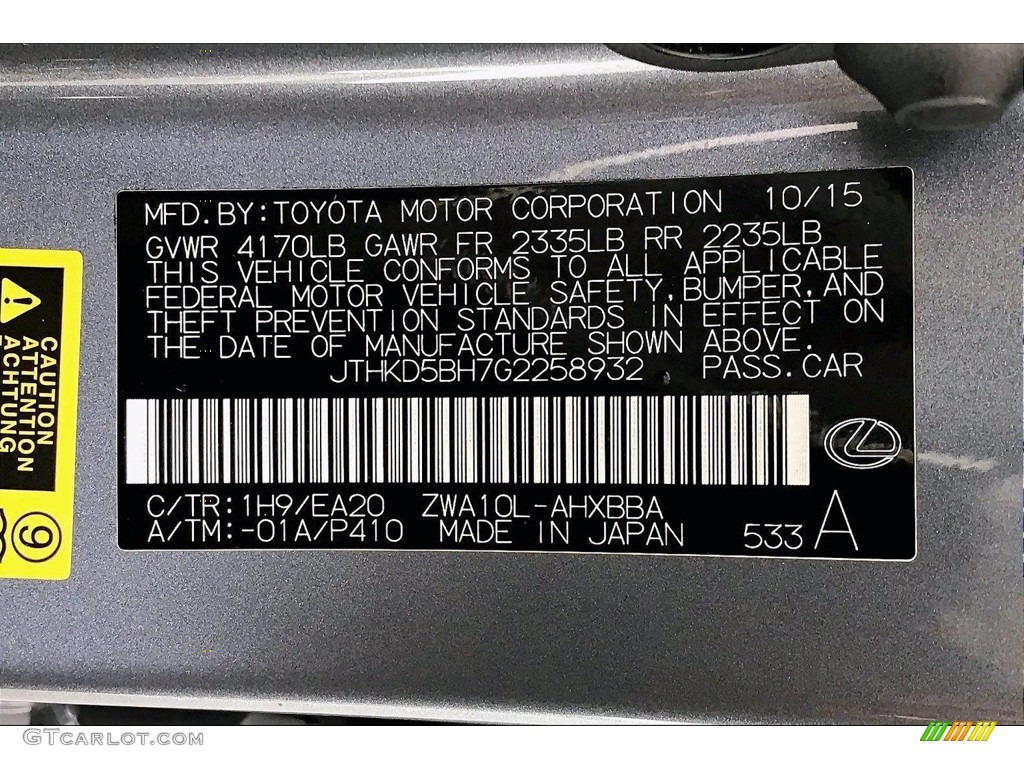 MFD.BY:TOYOTA MOTOR CORPORATION 10/15
GVWR 4170LB GAWR FR 2335LB RR 2235LB
THIS VEHICLE CONFORMS TO ALL APPLICABLE
FEDERAL MOTOR VEHICLE SAFETY,BUMPER,AND
THEFT PREVENTION STANDARDS IN EFFECT ON
THE DATE OF MANUFACTURE SHOWN ABOVE.
JTHKD5BH7G2258932 PASS.CAR
C/TR:1H9/EA20 ZWA10L-AHXBBA
A/TM:-01A/P410 MADE IN JAPAN 533 A
CAUTION
ATTENTION
ACHTUNG
9
GTcarlot.com